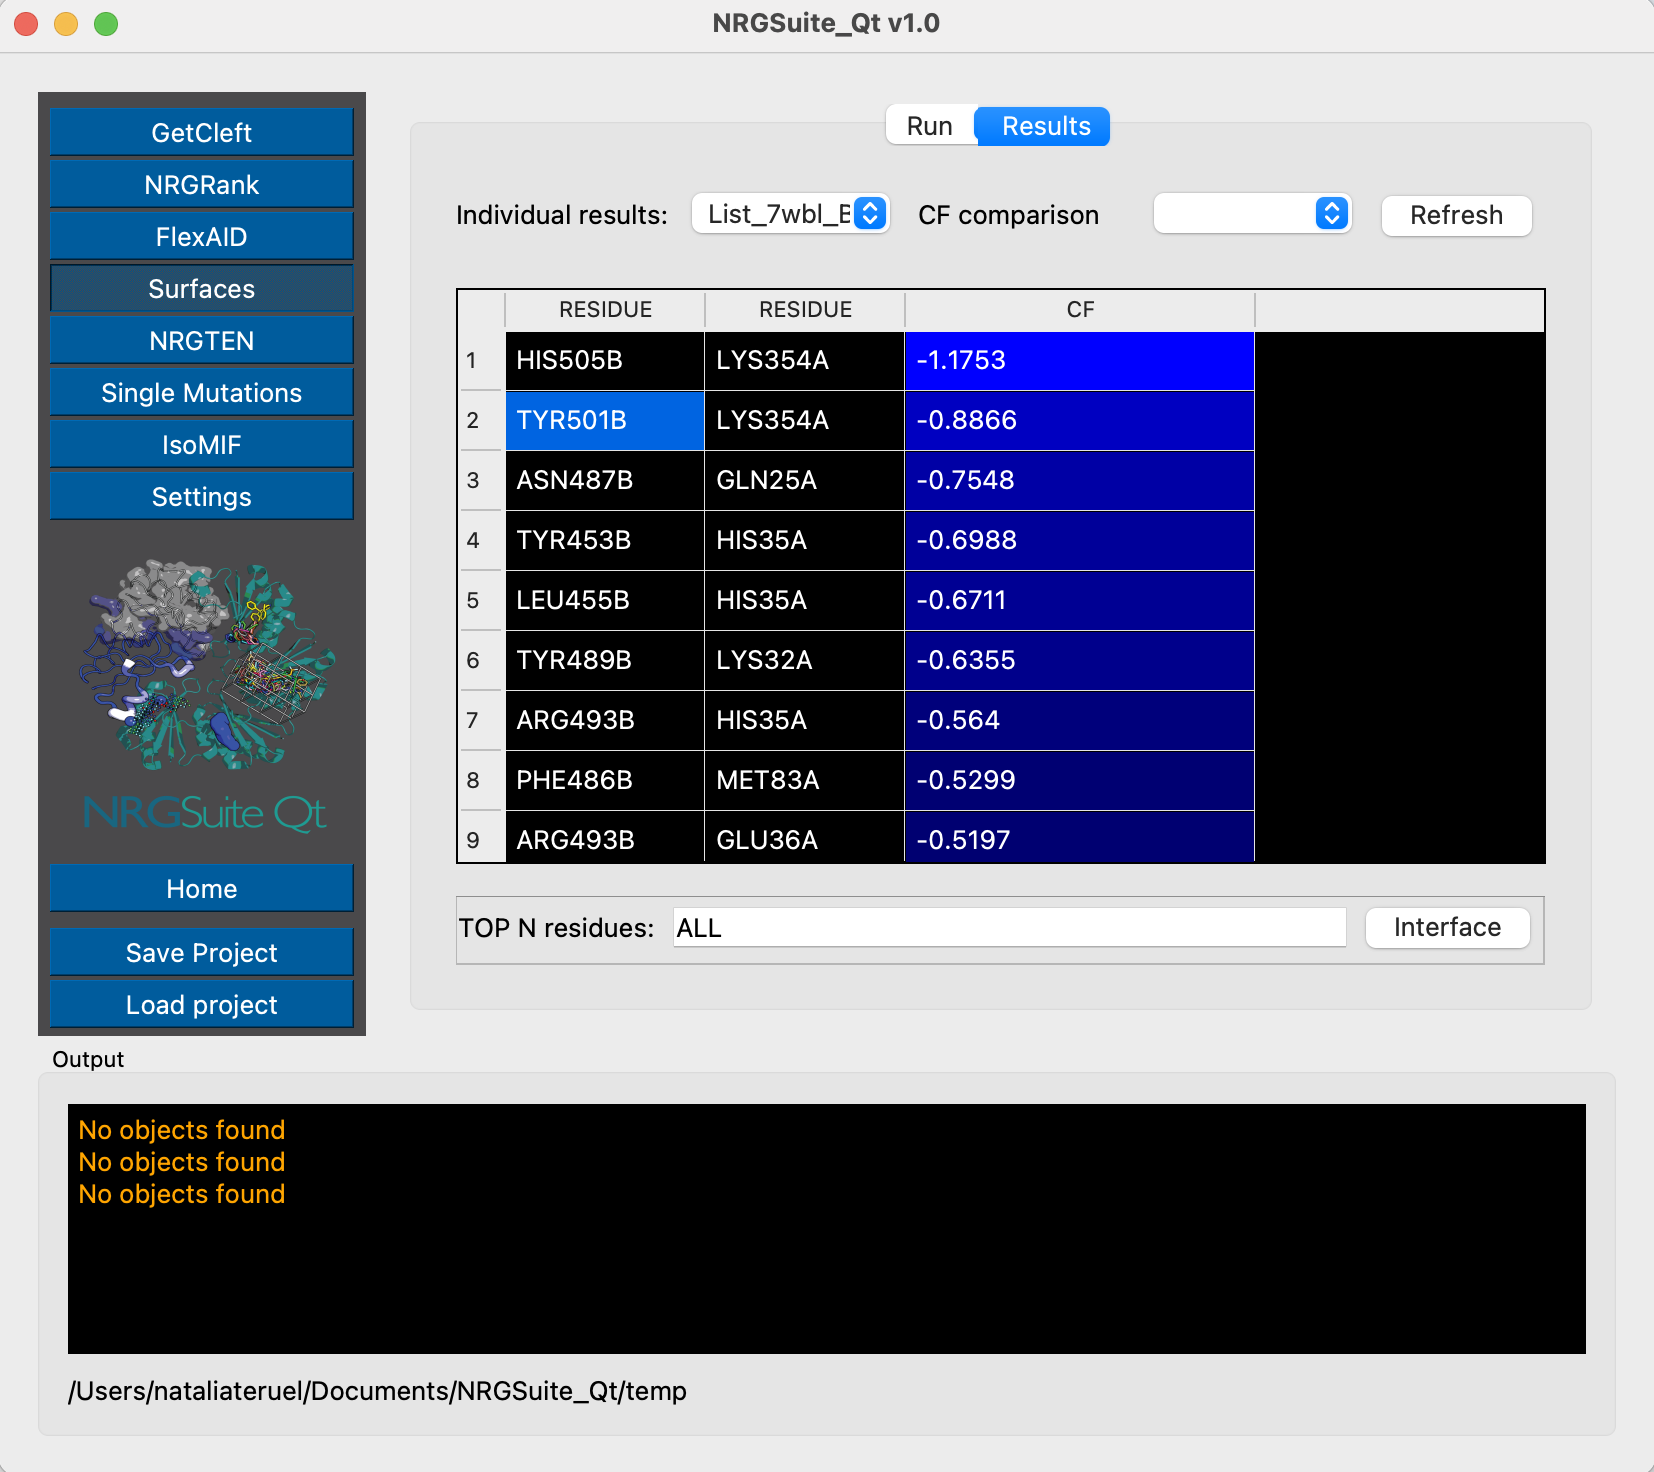 NRGSuite_Qt v1.0
GetCleft
NRGRank
FlexAID
Surfaces
NRGTEN
Single Mutations
IsoMIF
Settings
NRGSuite Qt
Home
Save Project
Load project
Run Results
Individual results: List_7wbl_B CF comparison Refresh
RESIDUE RESIDUE CF
1 HIS505B LYS354A -1.1753
2 TYR501B LYS354A -0.8866
3 ASN487B GLN25A -0.7548
4 TYR453B HIS35A -0.6988
5 LEU455B HIS35A -0.6711
6 TYR489B LYS32A -0.6355
7 ARG493B HIS35A -0.564
8 PHE486B MET83A -0.5299
9 ARG493B GLU36A -0.5197
TOP N residues: ALL Interface
Output
No objects found
No objects found
No objects found
/Users/nataliateruel/Documents/NRGSuite_Qt/temp